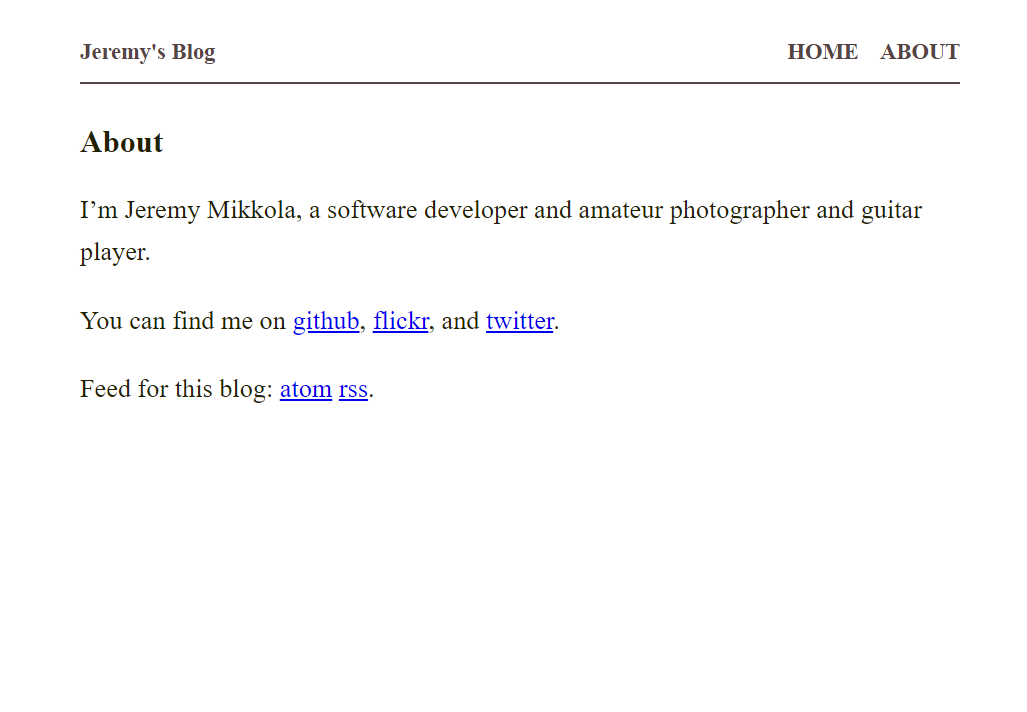 Jeremy's Blog
HOME ABOUT
About
I’m Jeremy Mikkola, a software developer and amateur photographer and guitar
player.
You can find me on github, flickr, and twitter.
Feed for this blog: atom rss.